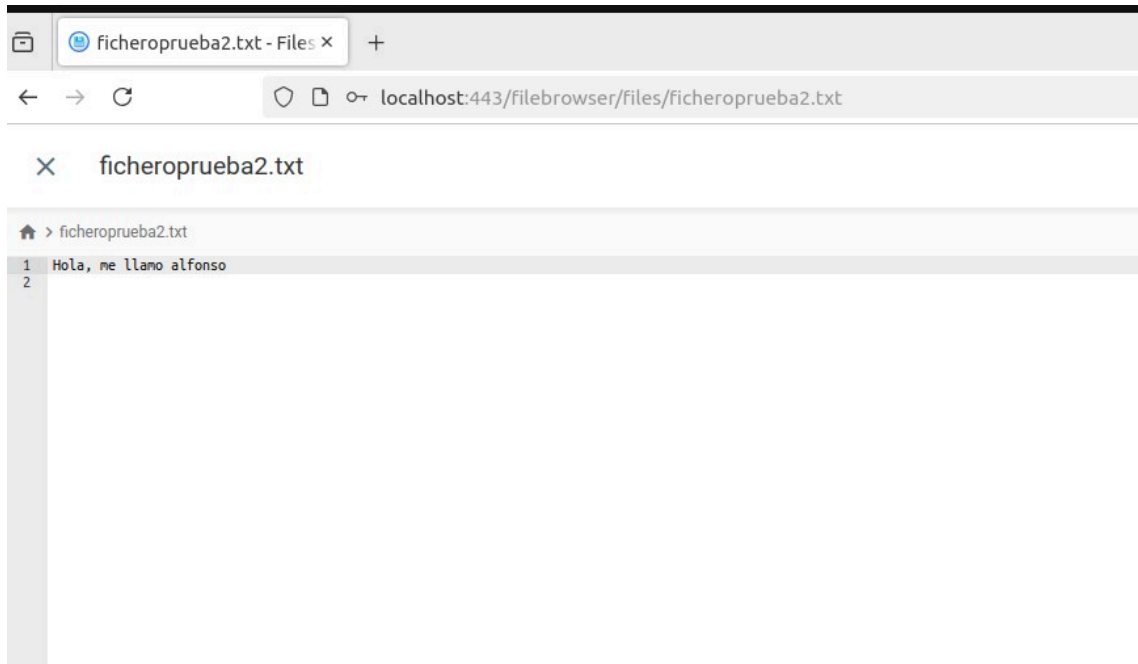 ficheroprueba2.txt - Files
localhost:443/filebrowser/files/ficheroprueba2.txt
ficheroprueba2.txt
ficheroprueba2.txt
1 Hola, me llamo alfonso
2